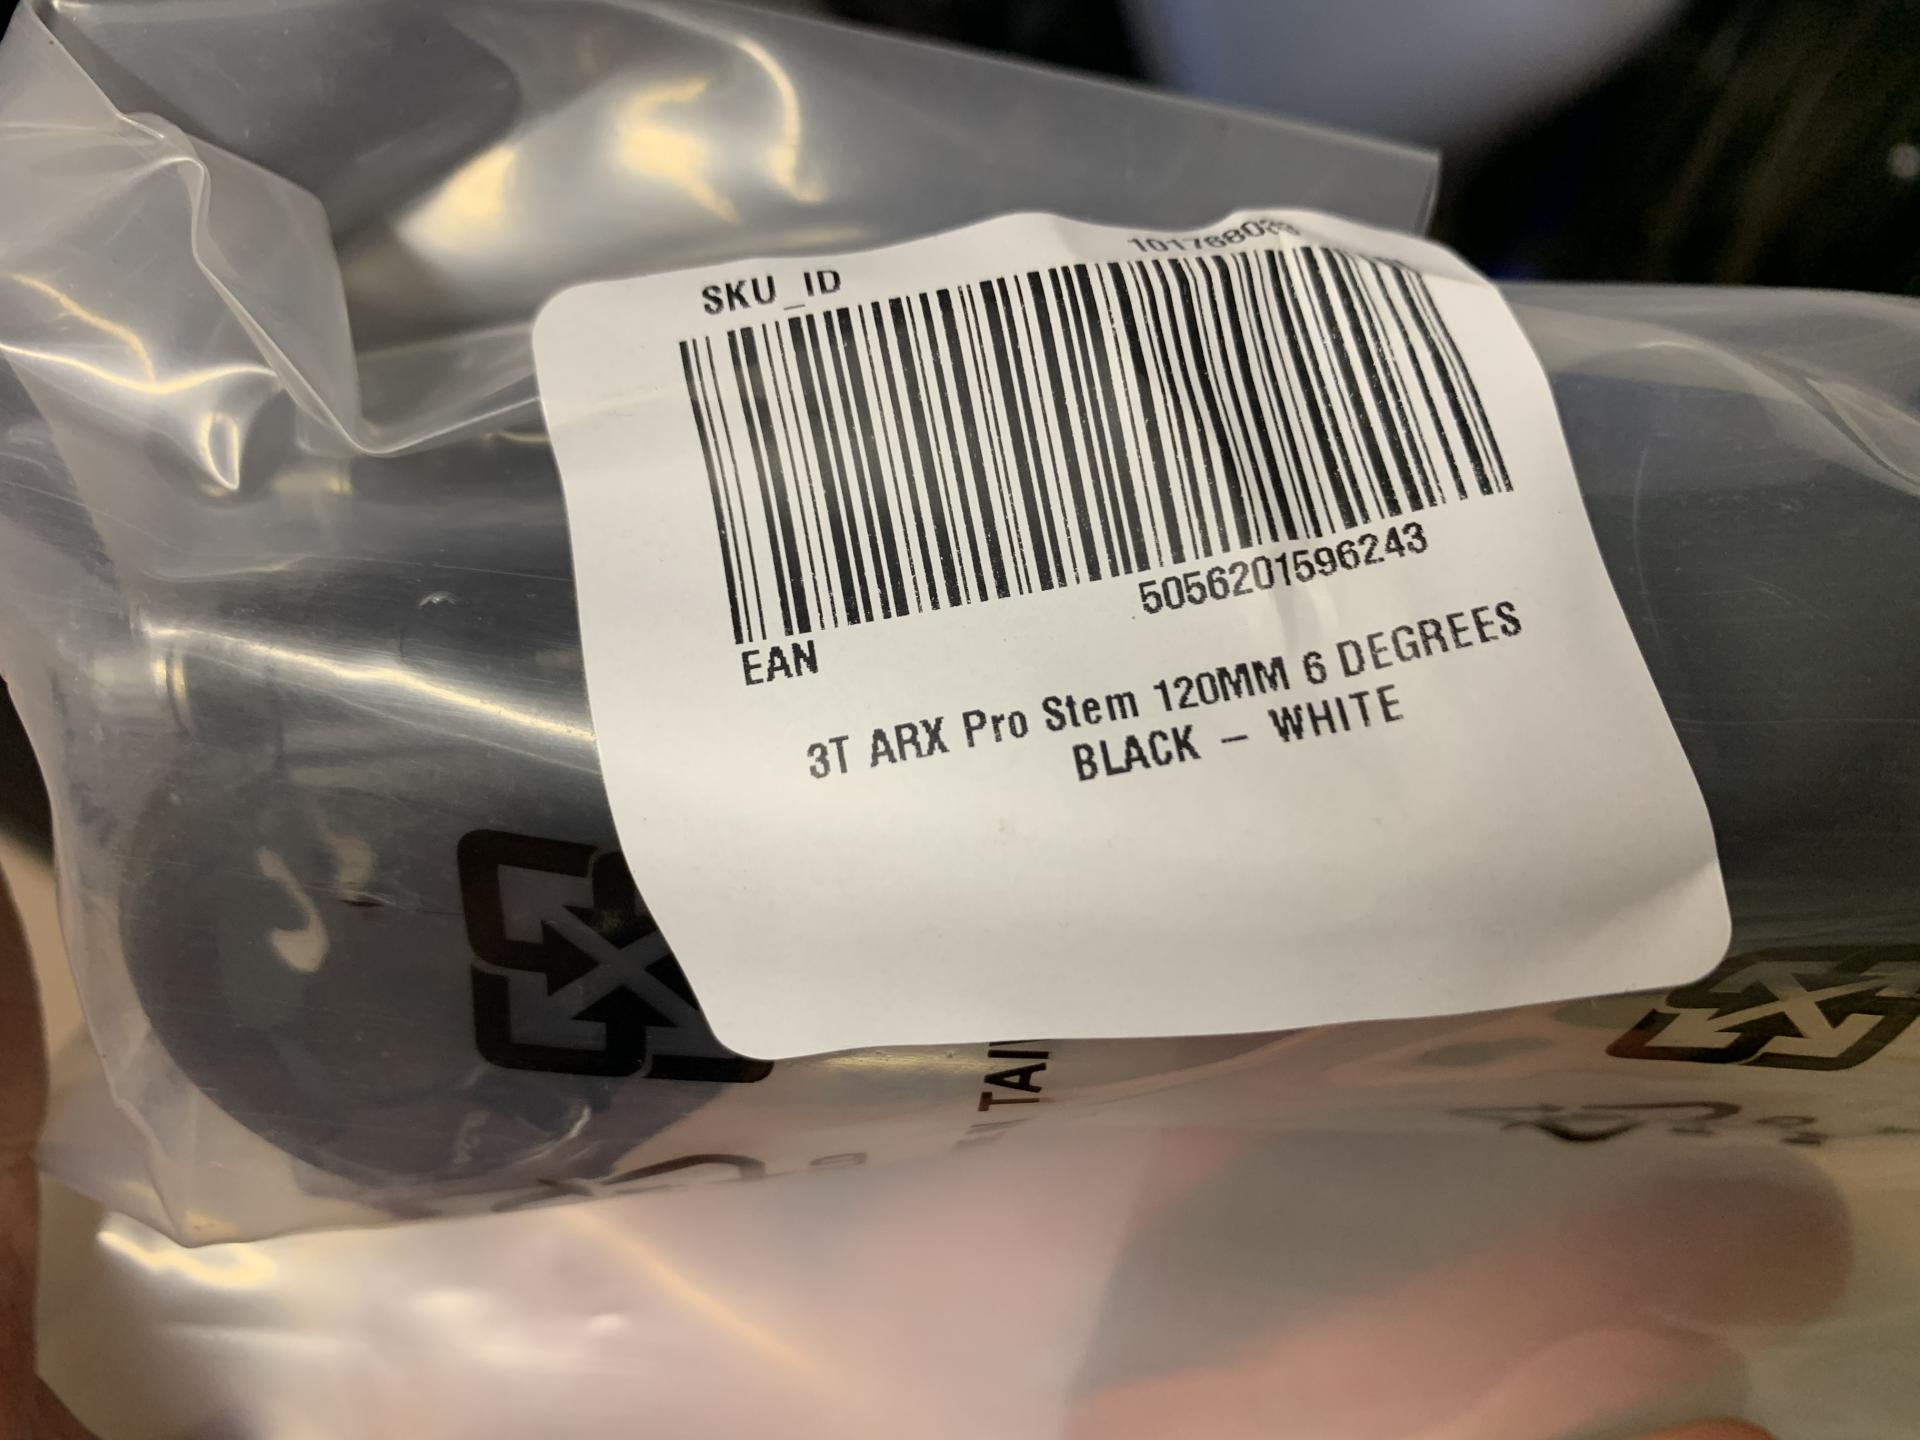 SKU_ID
EAN
5056201596243
3T ARX Pro Stem 120MM 6 DEGREES
BLACK – WHITE